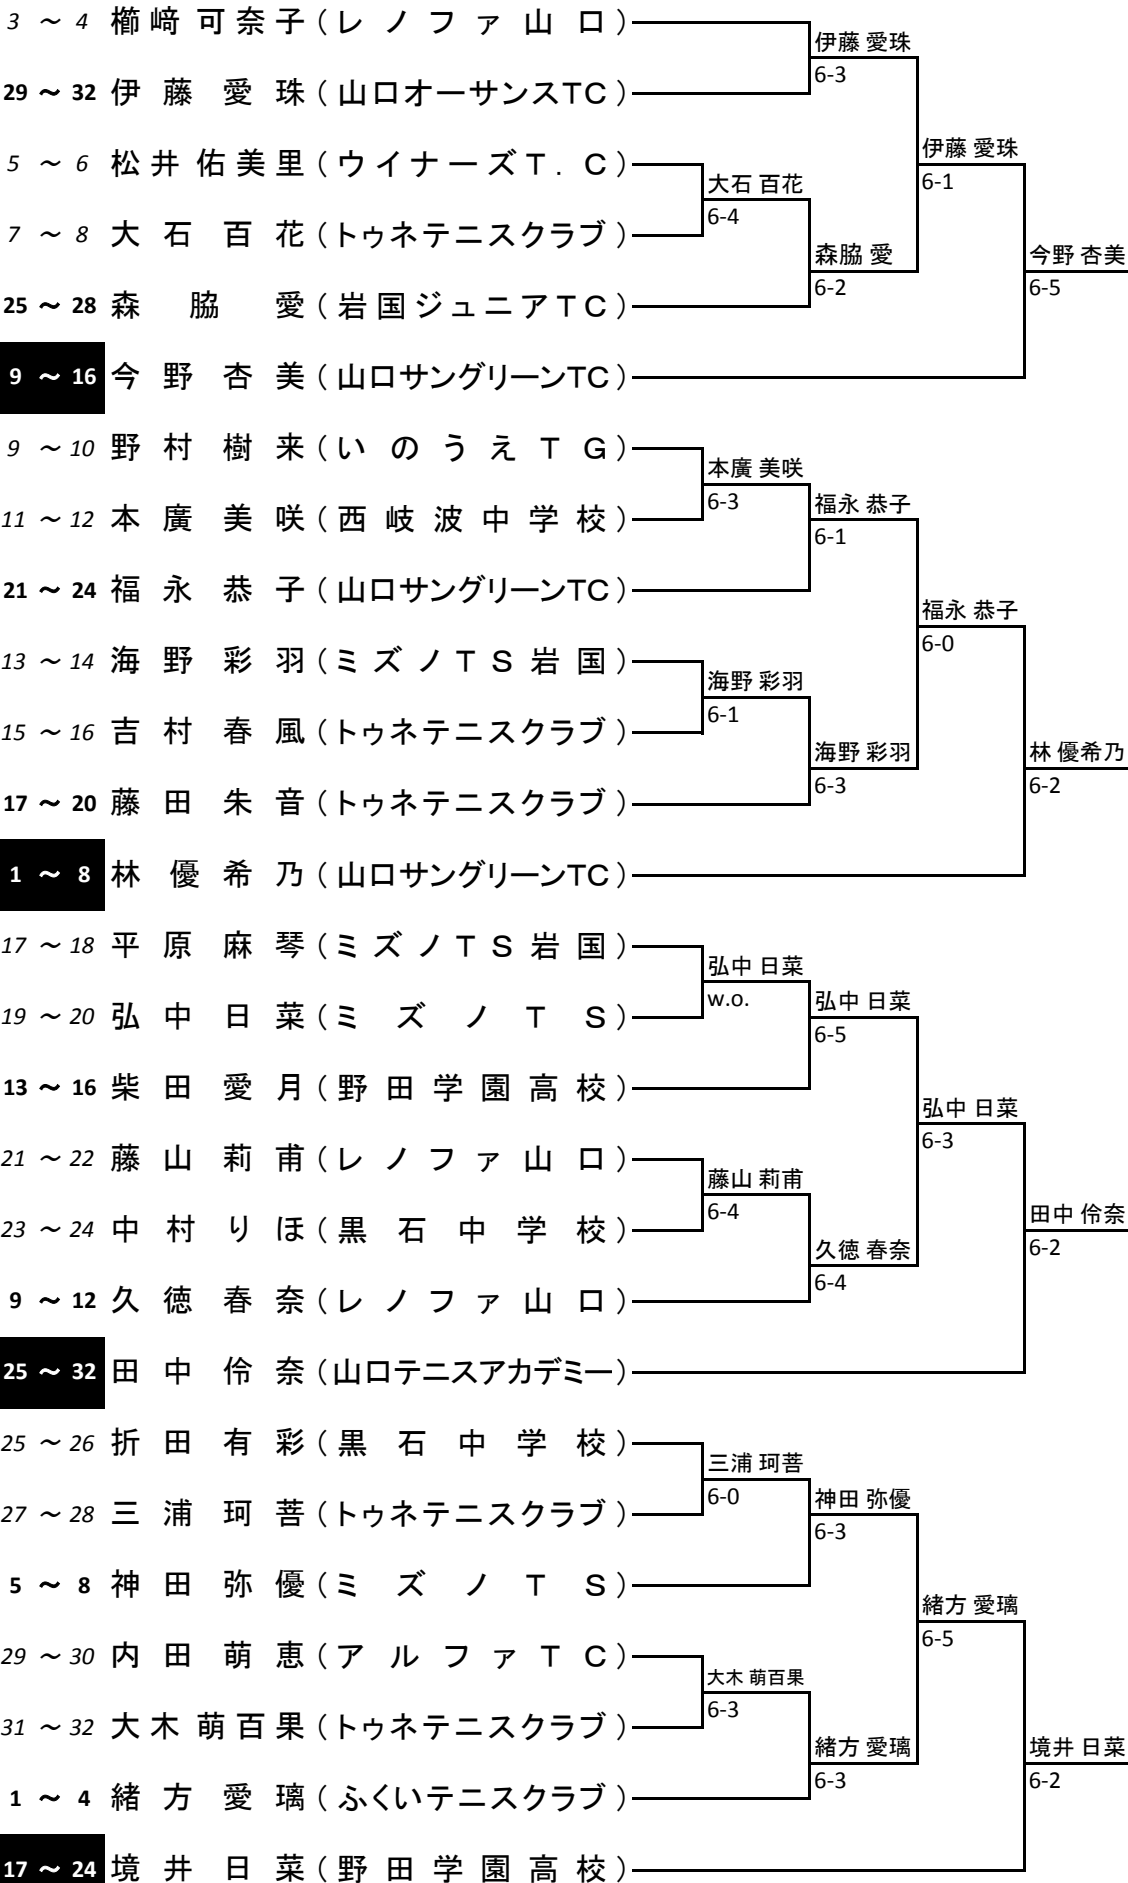 3 ～ 4 櫛﨑 可奈子 (レノファ山口)
29 ～ 32 伊藤 愛珠 (山口オーサンスTC)
5 ～ 6 松井 佑美里 (ウイナーズＴ．Ｃ)
7 ～ 8 大石 百花 (トゥネテニスクラブ)
25 ～ 28 森脇 愛 (岩国ジュニアＴＣ)
9 ～ 16 今野 杏美 (山口サングリーンTC)
9 ～ 10 野村 樹来 (いのうえＴＧ)
11 ～ 12 本廣 美咲 (西岐波中学校)
21 ～ 24 福永 恭子 (山口サングリーンTC)
13 ～ 14 海野 彩羽 (ミズノＴＳ岩国)
15 ～ 16 吉村 春風 (トゥネテニスクラブ)
17 ～ 20 藤田 朱音 (トゥネテニスクラブ)
1 ～ 8 林 優希乃 (山口サングリーンTC)
17 ～ 18 平原 麻琴 (ミズノＴＳ岩国)
19 ～ 20 弘中 日菜 (ミズノＴＳ)
13 ～ 16 柴田 愛月 (野田学園高校)
21 ～ 22 藤山 莉甫 (レノファ山口)
23 ～ 24 中村 りほ (黒石中学校)
9 ～ 12 久徳 春奈 (レノファ山口)
25 ～ 32 田中 伶奈 (山口テニスアカデミー)
25 ～ 26 折田 有彩 (黒石中学校)
27 ～ 28 三浦 珂菩 (トゥネテニスクラブ)
5 ～ 8 神田 弥優 (ミズノＴＳ)
29 ～ 30 内田 萌恵 (アルファＴＣ)
31 ～ 32 大木 萌百果 (トゥネテニスクラブ)
1 ～ 4 緒方 愛璃 (ふくいテニスクラブ)
17 ～ 24 境井 日菜 (野田学園高校)
大石 百花
6-4
本廣 美咲
6-3
海野 彩羽
6-1
弘中 日菜
w.o.
藤山 莉甫
6-4
三浦 珂菩
6-0
大木 萌百果
6-3
伊藤 愛珠
6-3
森脇 愛
6-2
福永 恭子
6-1
海野 彩羽
6-3
弘中 日菜
6-5
久徳 春奈
6-4
神田 弥優
6-3
緒方 愛璃
6-3
伊藤 愛珠
6-1
福永 恭子
6-0
弘中 日菜
6-3
緒方 愛璃
6-5
今野 杏美
6-5
林 優希乃
6-2
田中 伶奈
6-2
境井 日菜
6-2